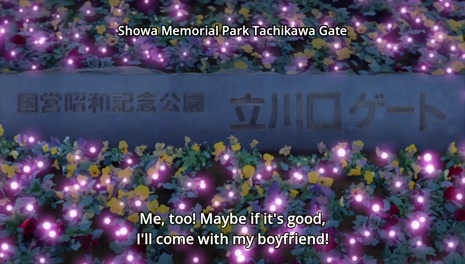 Showa Memorial Park Tachikawa Gate
国営昭和記念公園 立川口ゲート
Me, too! Maybe if it's good,
I'll come with my boyfriend!